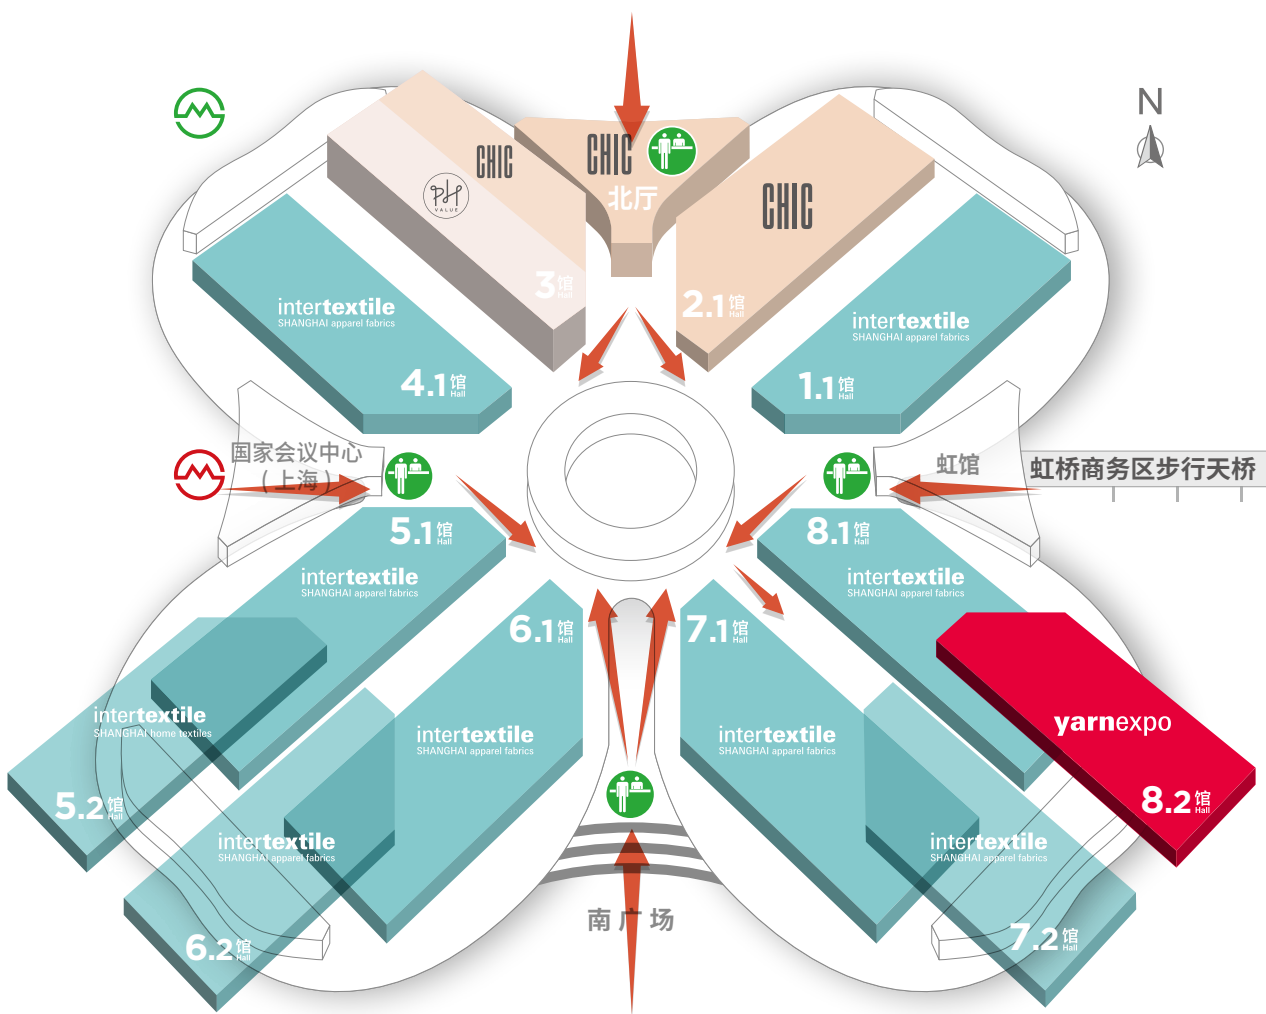 N
CHIC
CHIC
北厅
CHIC
PH
VALUE
3馆
Hall
2.1馆
Hall
intertextile
SHANGHAI apparel fabrics
4.1馆
Hall
intertextile
SHANGHAI apparel fabrics
1.1馆
Hall
国家会议中心
（上海）
虹馆
虹桥商务区步行天桥
5.1馆
Hall
intertextile
SHANGHAI apparel fabrics
8.1馆
Hall
intertextile
SHANGHAI apparel fabrics
6.1馆
Hall
7.1馆
Hall
intertextile
SHANGHAI home textiles
5.2馆
Hall
intertextile
SHANGHAI apparel fabrics
intertextile
SHANGHAI apparel fabrics
yarnexpo
8.2馆
Hall
intertextile
SHANGHAI apparel fabrics
6.2馆
Hall
intertextile
SHANGHAI apparel fabrics
7.2馆
Hall
南广场